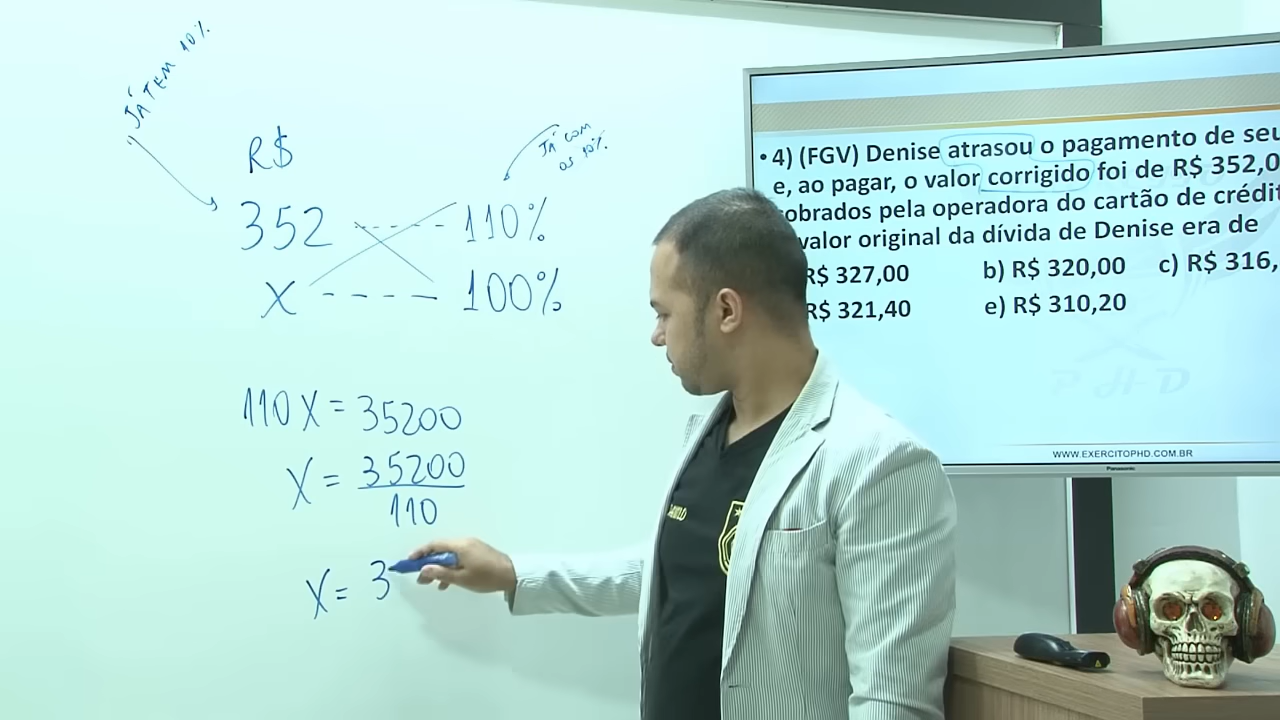 JÁ TEM 10%
R$
JÁ COM
OS 10%
352 110%
X 100%
110X = 35200
X = 35200
110
X = 3
• 4) (FGV) Denise atrasou o pagamento de seu
e, ao pagar, o valor corrigido foi de R$ 352,0
cobrados pela operadora do cartão de crédit
valor original da dívida de Denise era de
R$ 327,00 b) R$ 320,00 c) R$ 316,
R$ 321,40 e) R$ 310,20
PHD
WWW.EXERCITOPHD.COM.BR
Panasonic